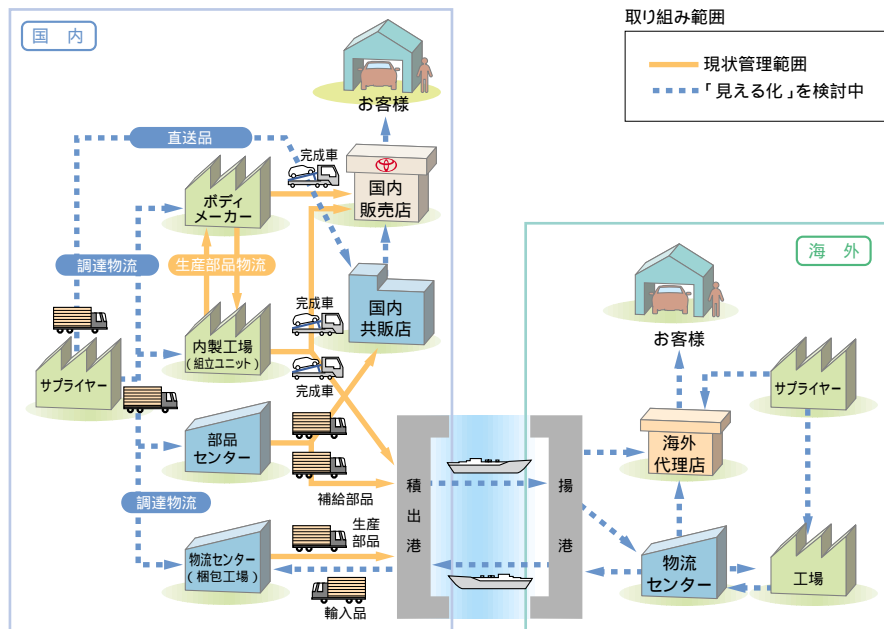 取り組み範囲
現状管理範囲
「見える化」を検討中
国 内
お客様
直送品
完成車
ボディ
メーカー
国内
販売店
調達物流
生産部品物流
国内
共販店
完成車
内製工場
(組立ユニット)
サプライヤー
完成車
部品
センター
補給部品
調達物流
生産
部品
物流センター
(梱包工場)
輸入品
積出港
揚港
海 外
お客様
サプライヤー
海外
代理店
物流
センター
工場